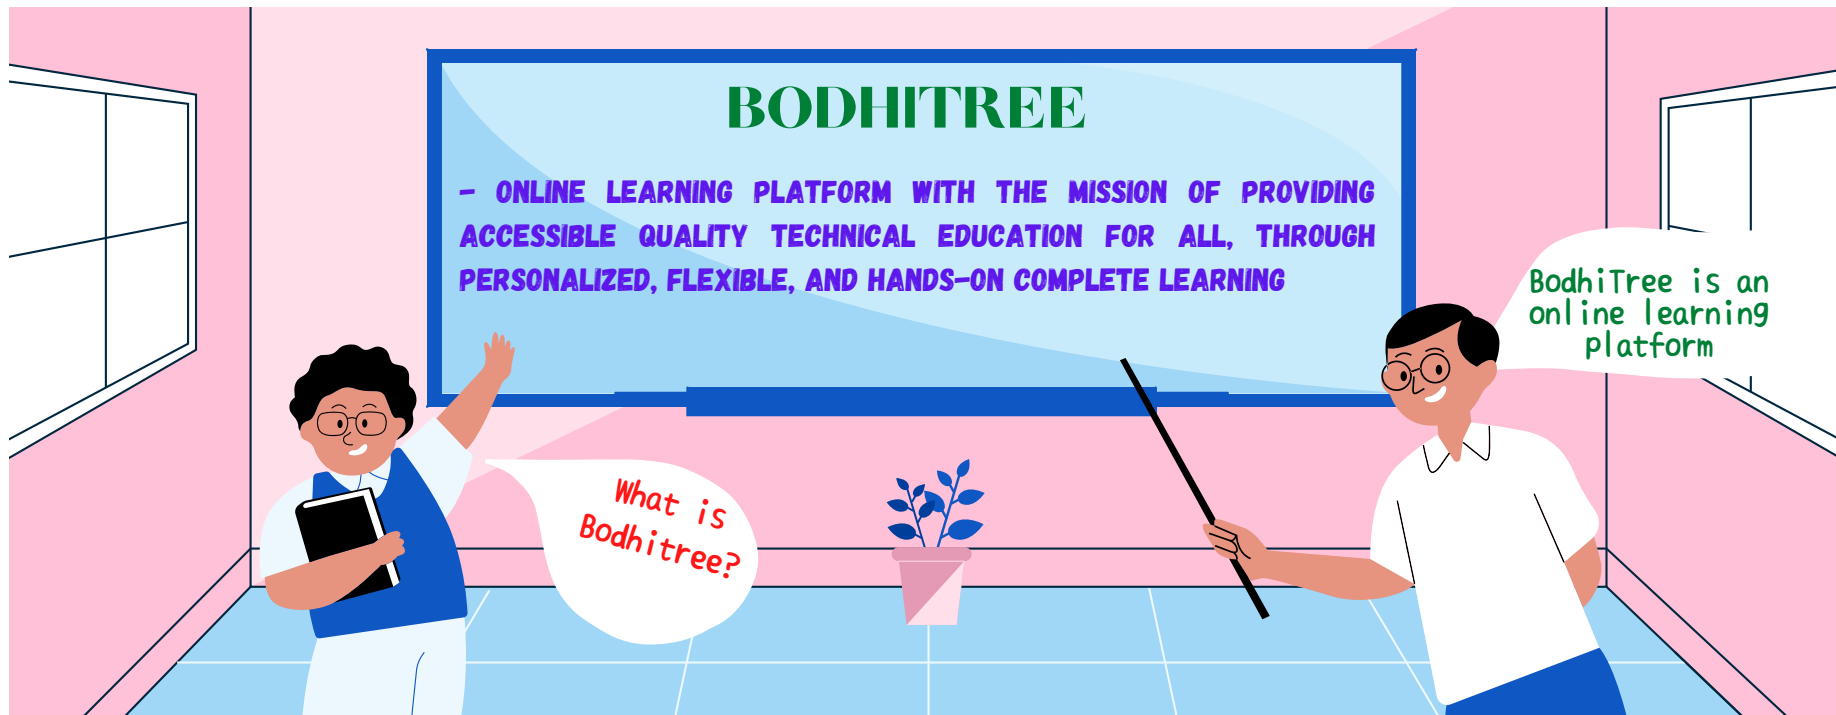 BODHITREE
- ONLINE LEARNING PLATFORM WITH THE MISSION OF PROVIDING
ACCESSIBLE QUALITY TECHNICAL EDUCATION FOR ALL, THROUGH
PERSONALIZED, FLEXIBLE, AND HANDS-ON COMPLETE LEARNING
What is
Bodhitree?
BodhiTree is an
online learning
platform